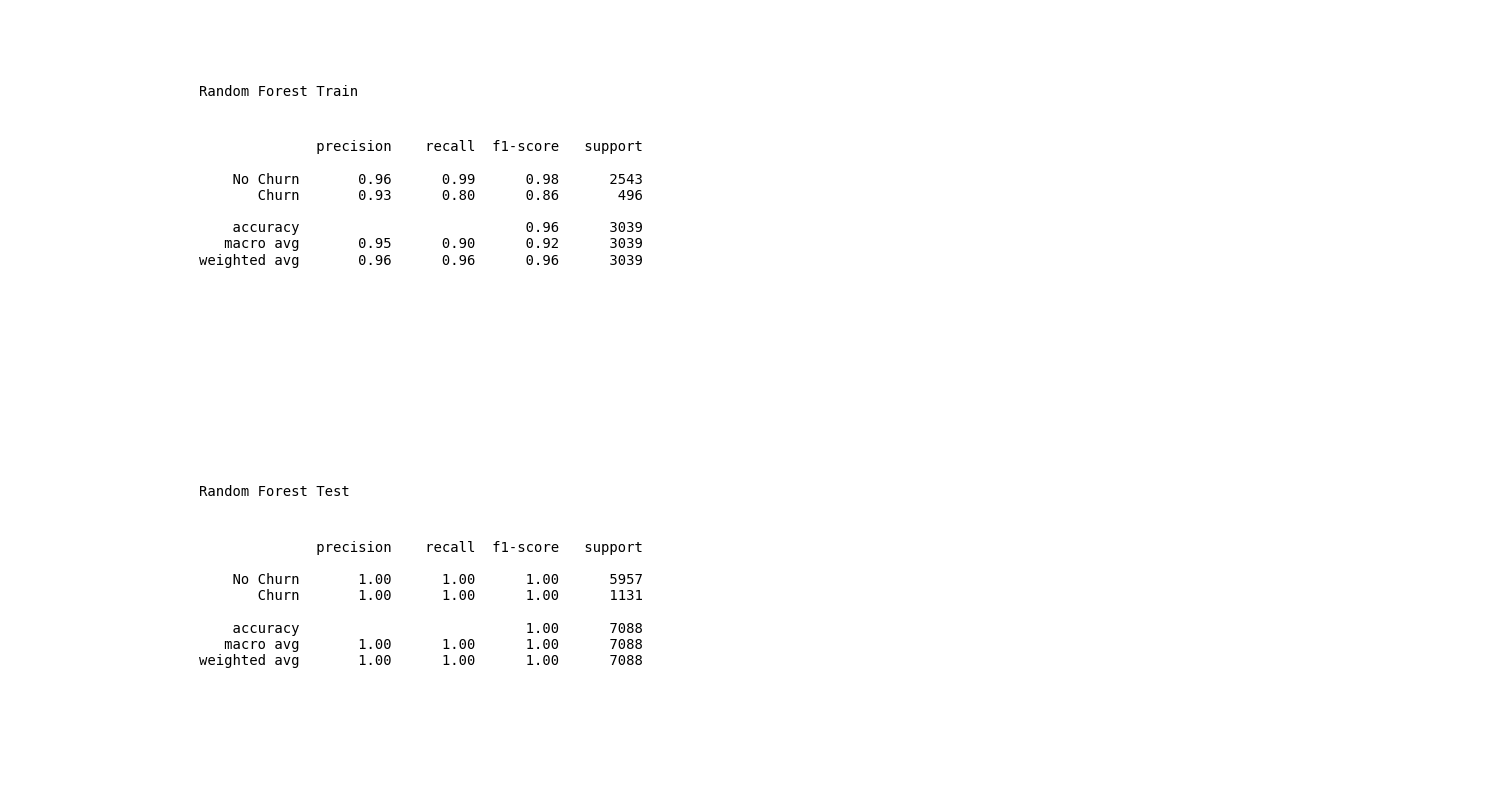 Random Forest Train
precision recall f1-score support
No Churn 0.96 0.99 0.98 2543
Churn 0.93 0.80 0.86 496
accuracy 0.96 3039
macro avg 0.95 0.90 0.92 3039
weighted avg 0.96 0.96 0.96 3039
Random Forest Test
precision recall f1-score support
No Churn 1.00 1.00 1.00 5957
Churn 1.00 1.00 1.00 1131
accuracy 1.00 7088
macro avg 1.00 1.00 1.00 7088
weighted avg 1.00 1.00 1.00 7088